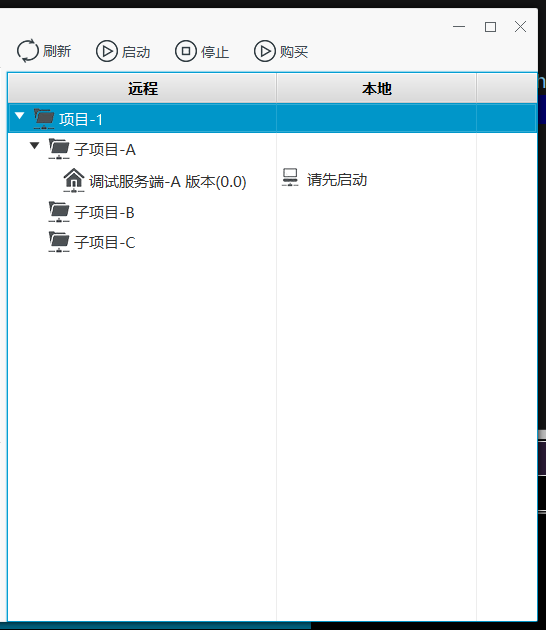 刷新 启动 停止 购买
远程 本地
项目-1
子项目-A
调试服务端-A 版本(0.0) 请先启动
子项目-B
子项目-C